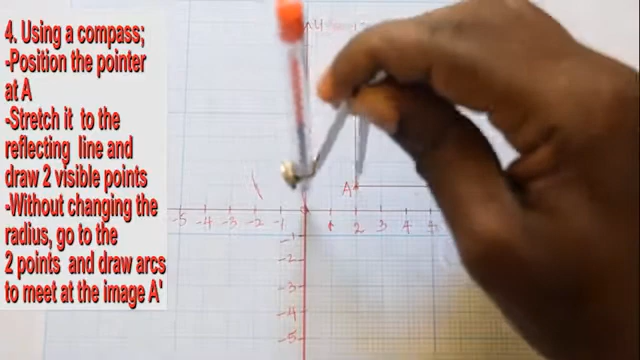 4. Using a compass;
-Position the pointer
at A
-Stretch it to the
reflecting line and
draw 2 visible points
-Without changing the
radius, go to the
2 points and draw arcs
to meet at the image A'
A
-5 -4 -3 -2 -1 1 2 3 4
-1
-2
-3
-4
-5